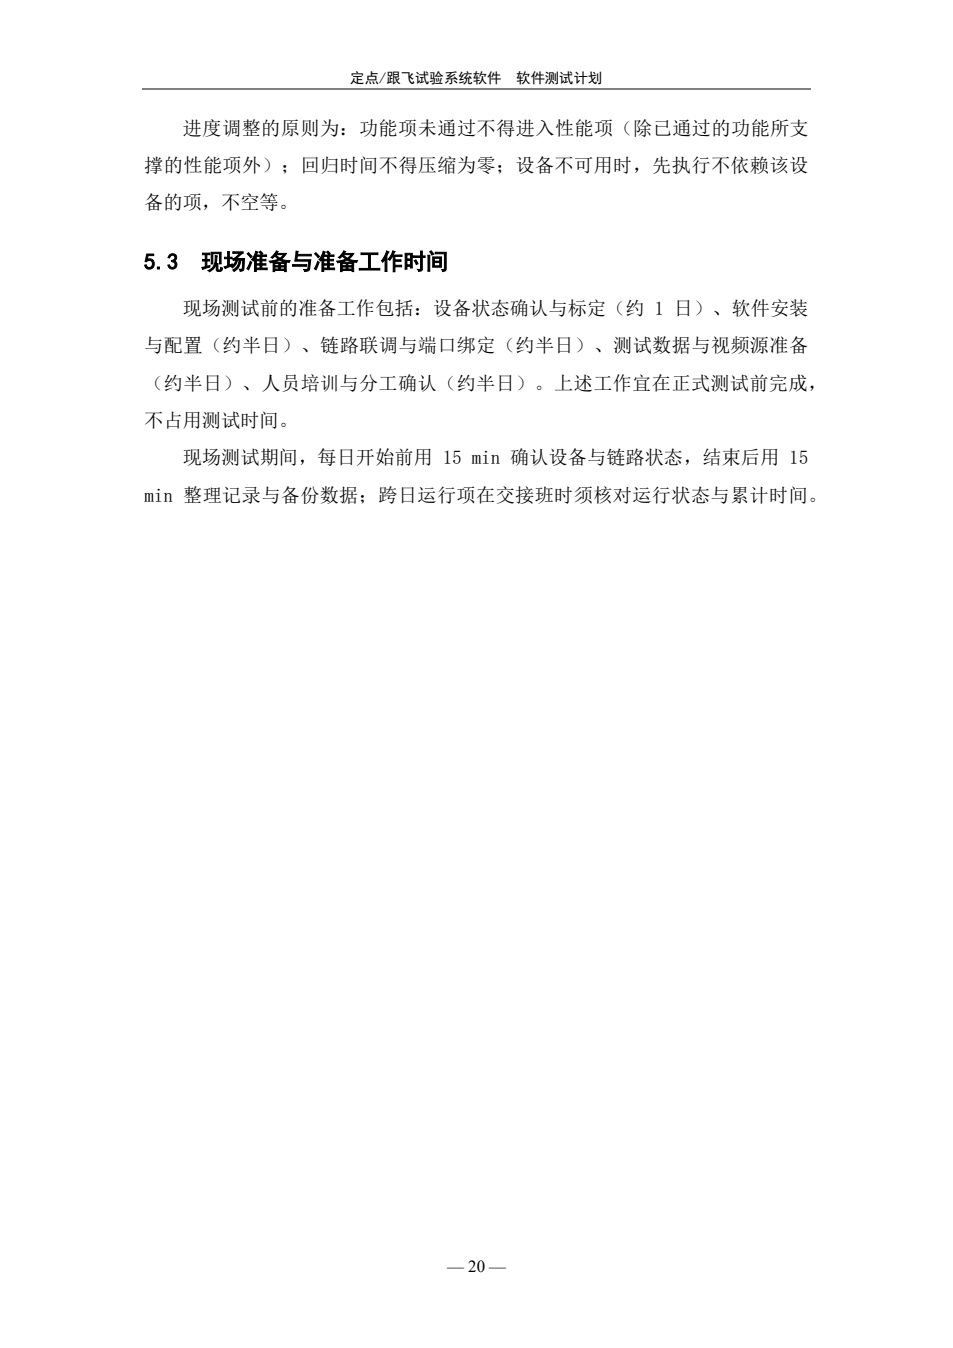 定点/跟飞试验系统软件　软件测试计划
进度调整的原则为：功能项未通过不得进入性能项（除已通过的功能所支
撑的性能项外）；回归时间不得压缩为零；设备不可用时，先执行不依赖该设
备的项，不空等。
5.3　现场准备与准备工作时间
现场测试前的准备工作包括：设备状态确认与标定（约 1 日）、软件安装
与配置（约半日）、链路联调与端口绑定（约半日）、测试数据与视频源准备
（约半日）、人员培训与分工确认（约半日）。上述工作宜在正式测试前完成，
不占用测试时间。
现场测试期间，每日开始前用 15 min 确认设备与链路状态，结束后用 15
min 整理记录与备份数据；跨日运行项在交接班时须核对运行状态与累计时间。
— 20 —